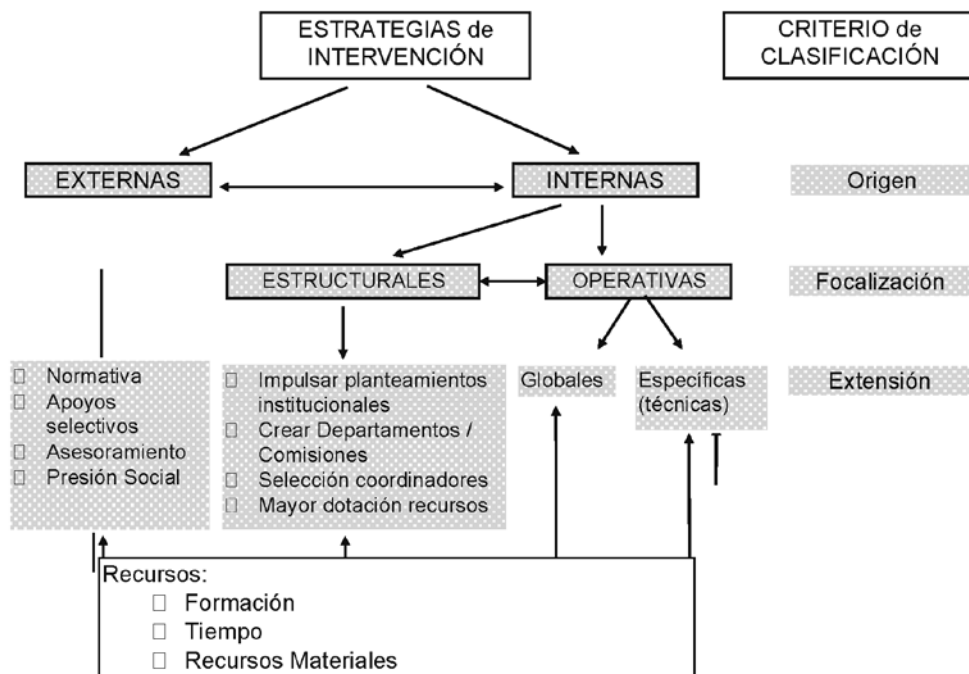 ESTRATEGIAS de
INTERVENCIÓN
CRITERIO de
CLASIFICACIÓN
EXTERNAS
INTERNAS
Origen
ESTRUCTURALES
OPERATIVAS
Focalización
Normativa
Apoyos
selectivos
Asesoramiento
Presión Social
Impulsar planteamientos
institucionales
Crear Departamentos /
Comisiones
Selección coordinadores
Mayor dotación recursos
Globales
Específicas
(técnicas)
Extensión
Recursos:
Formación
Tiempo
Recursos Materiales